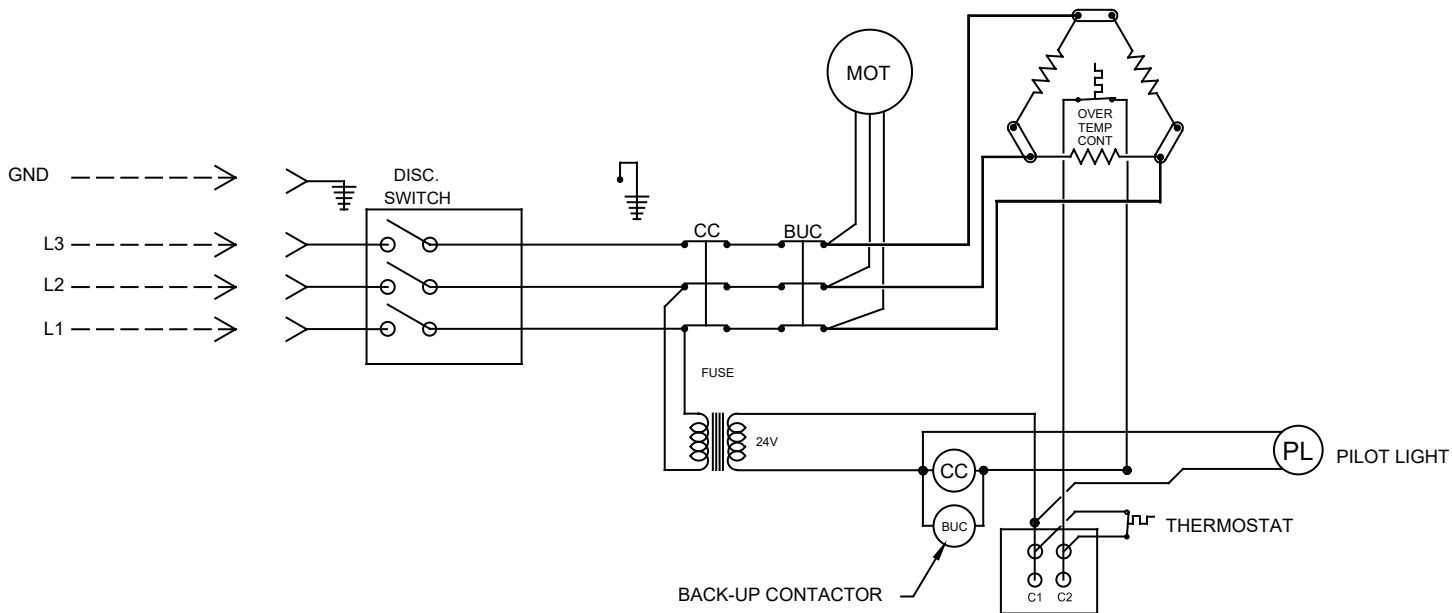 MOT
OVER
TEMP
CONT
GND
DISC.
SWITCH
L3
CC
BUC
L2
L1
FUSE
24V
PL
PILOT LIGHT
CC
BUC
THERMOSTAT
BACK-UP CONTACTOR
C1
C2